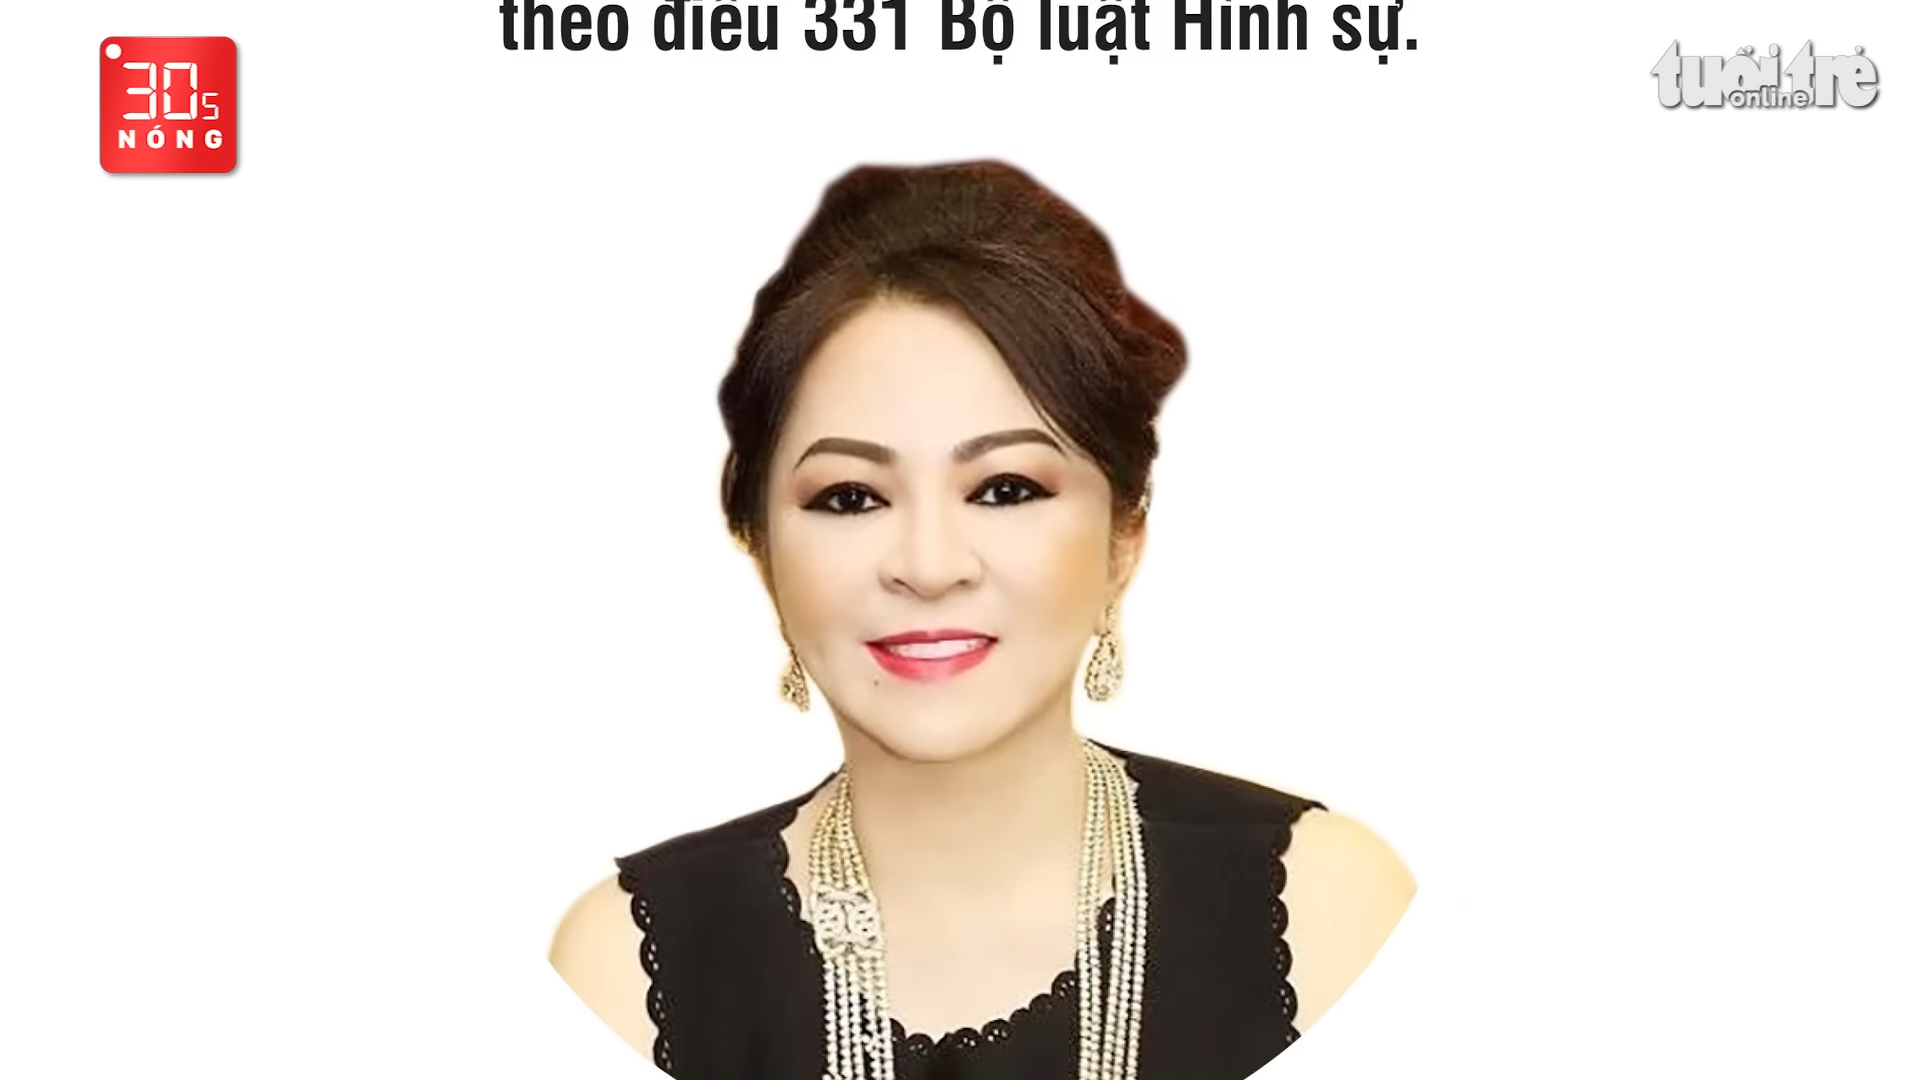 theo điều 331 Bộ luật Hình sự.
30s
NÓNG
tuổi trẻ
online